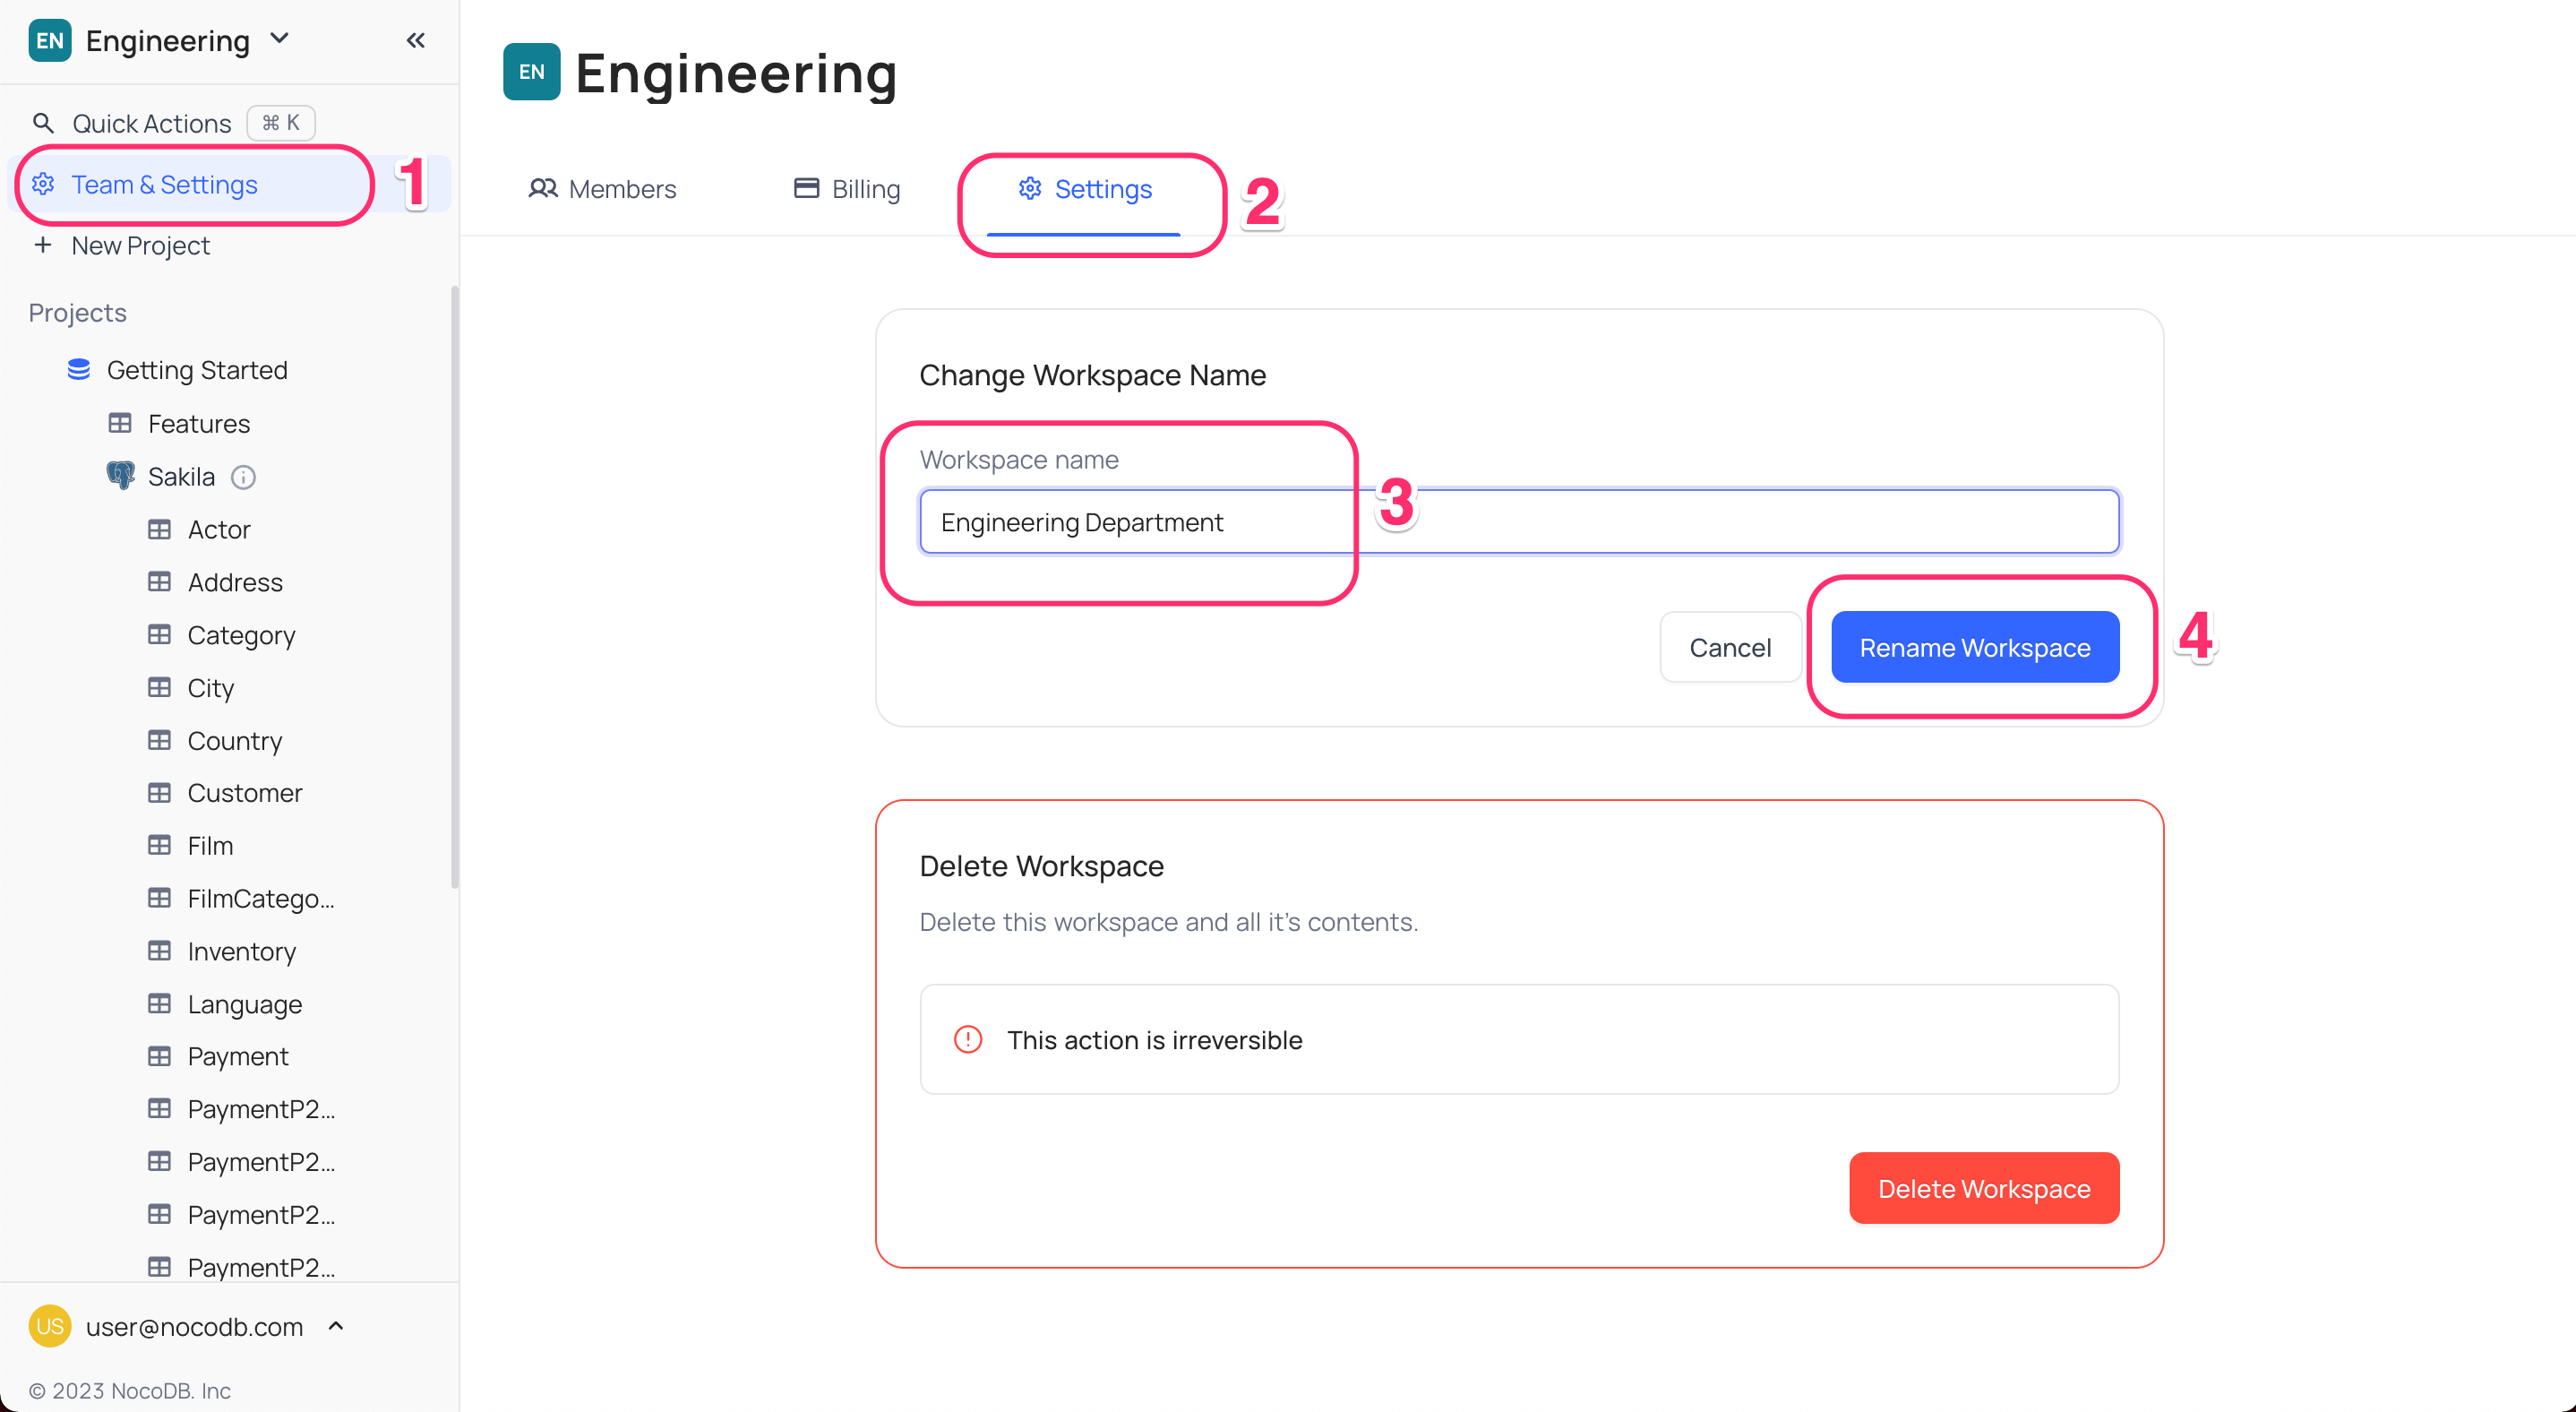 EN Engineering
Quick Actions ⌘ K
Team & Settings 1
+ New Project
Projects
Getting Started
Features
Sakila
Actor
Address
Category
City
Country
Customer
Film
FilmCatego...
Inventory
Language
Payment
PaymentP2...
PaymentP2...
PaymentP2...
PaymentP2...
US user@nocodb.com
© 2023 NocoDB. Inc
EN Engineering
Members Billing Settings 2
Change Workspace Name
Workspace name
Engineering Department 3
Cancel Rename Workspace 4
Delete Workspace
Delete this workspace and all it's contents.
This action is irreversible
Delete Workspace